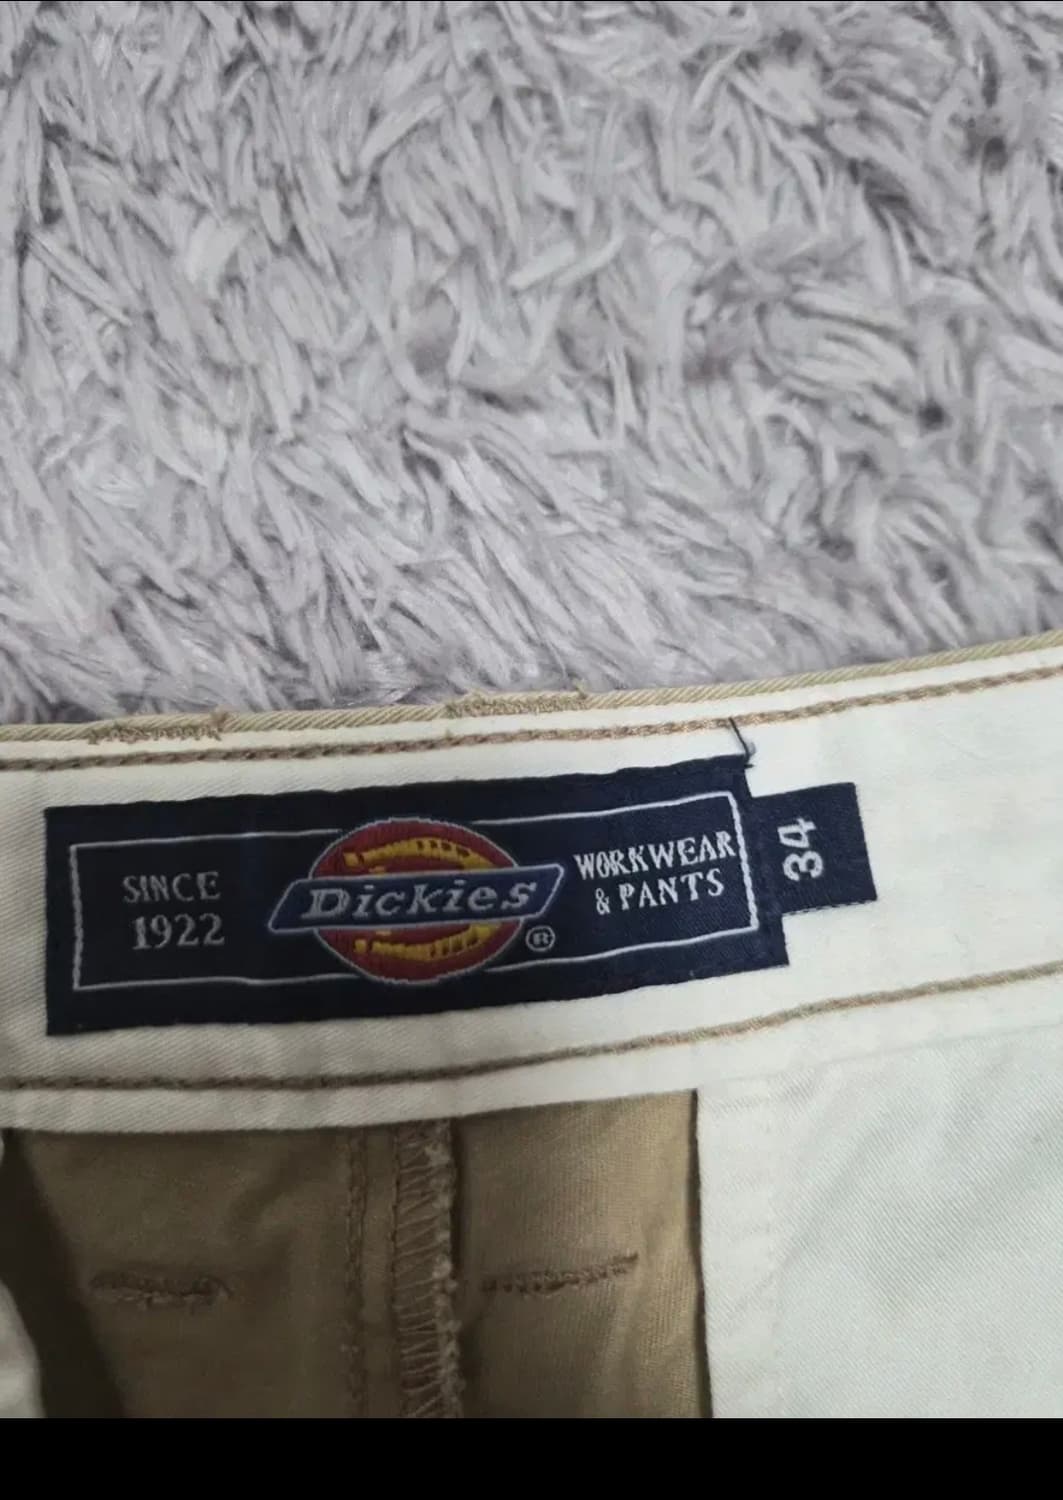 SINCE
1922
Dickies
®
WORKWEAR
& PANTS
34